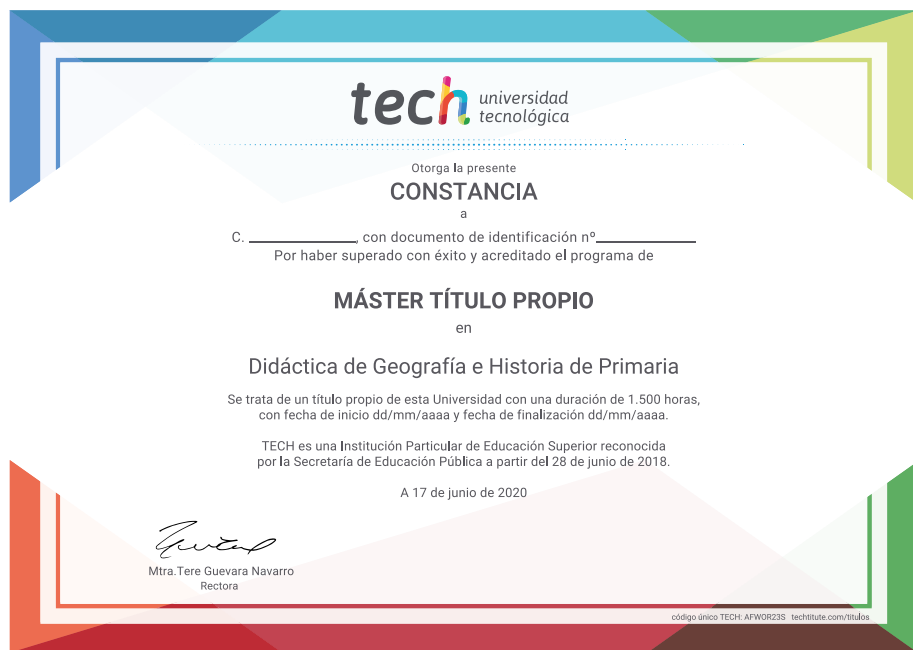 tech universidad
tecnológica
Otorga la presente
CONSTANCIA
a
C. ____________, con documento de identificación nº____________
Por haber superado con éxito y acreditado el programa de
MÁSTER TÍTULO PROPIO
en
Didáctica de Geografía e Historia de Primaria
Se trata de un título propio de esta Universidad con una duración de 1.500 horas,
con fecha de inicio dd/mm/aaaa y fecha de finalización dd/mm/aaaa.
TECH es una Institución Particular de Educación Superior reconocida
por la Secretaría de Educación Pública a partir del 28 de junio de 2018.
A 17 de junio de 2020
Mtra.Tere Guevara Navarro
Rectora
código único TECH: AFWOR23S techtitute.com/titulos